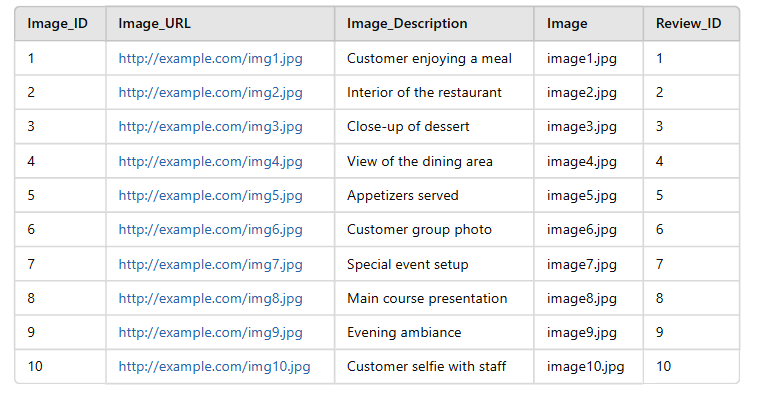 Image_ID Image_URL Image_Description Image Review_ID
1 http://example.com/img1.jpg Customer enjoying a meal image1.jpg 1
2 http://example.com/img2.jpg Interior of the restaurant image2.jpg 2
3 http://example.com/img3.jpg Close-up of dessert image3.jpg 3
4 http://example.com/img4.jpg View of the dining area image4.jpg 4
5 http://example.com/img5.jpg Appetizers served image5.jpg 5
6 http://example.com/img6.jpg Customer group photo image6.jpg 6
7 http://example.com/img7.jpg Special event setup image7.jpg 7
8 http://example.com/img8.jpg Main course presentation image8.jpg 8
9 http://example.com/img9.jpg Evening ambiance image9.jpg 9
10 http://example.com/img10.jpg Customer selfie with staff image10.jpg 10